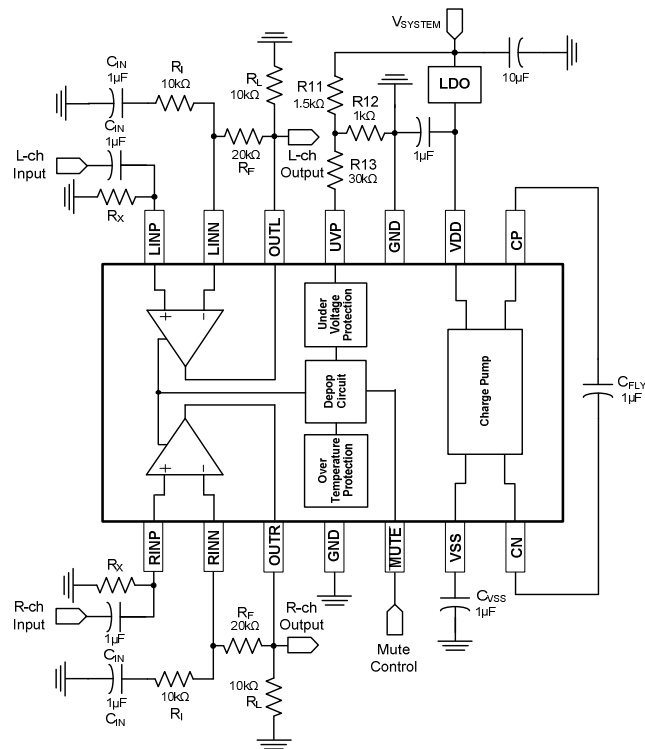 VSYSTEM
CIN
1µF
RI
10kΩ
RL
10kΩ
R11
1.5kΩ
R12
1kΩ
LDO
10µF
CIN
1µF
20kΩ
RF
L-ch
Output
R13
30kΩ
1µF
L-ch
Input
RX
LINP
LINN
OUTL
UVP
GND
VDD
CP
+
-
Under
Voltage
Protection
Depop
Circuit
Over
Temperature
Protection
Charge Pump
CFLY
1µF
+
-
RINP
RINN
OUTR
GND
MUTE
VSS
CN
RX
R-ch
Input
1µF
CIN
RF
20kΩ
R-ch
Output
Mute
Control
CVSS
1µF
1µF
CIN
10kΩ
RI
10kΩ
RL